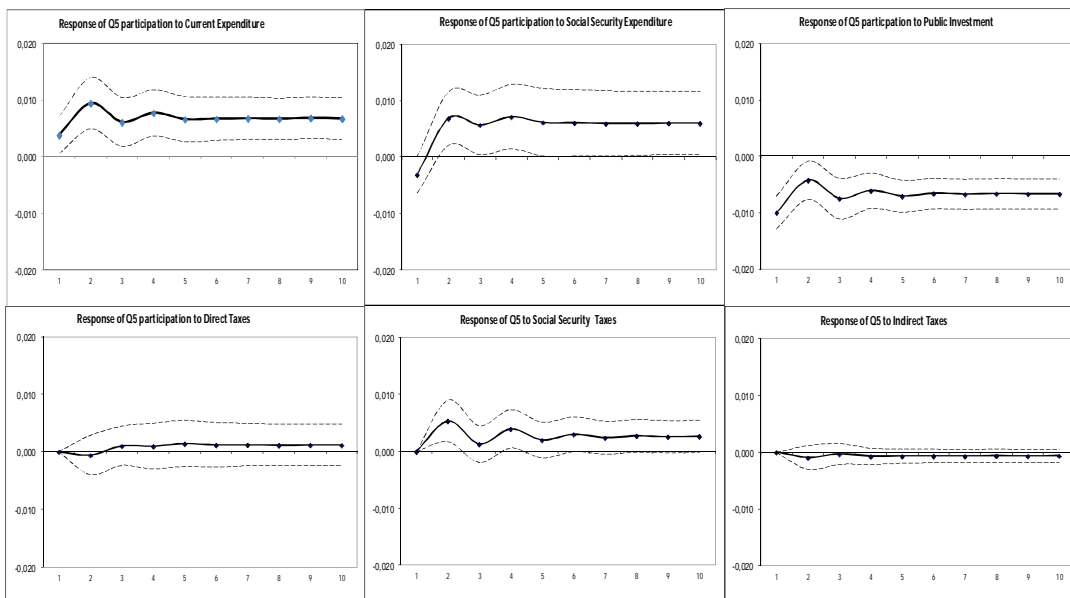 Response of Q5 participation to Current Expenditure
0,020
0,010
0,000
-0,010
-0,020
1 2 3 4 5 6 7 8 9 10
Response of Q5 participation to Social Security Expenditure
0,020
0,010
0,000
-0,010
-0,020
1 2 3 4 5 6 7 8 9 10
Response of Q5 particpation to Public Investment
0,020
0,010
0,000
-0,010
-0,020
1 2 3 4 5 6 7 8 9 10
Response of Q5 participation to Direct Taxes
0,020
0,010
0,000
-0,010
-0,020
1 2 3 4 5 6 7 8 9 10
Response of Q5 to Social Security Taxes
0,020
0,010
0,000
-0,010
-0,020
1 2 3 4 5 6 7 8 9 10
Response of Q5 to Indirect Taxes
0,020
0,010
0,000
-0,010
-0,020
1 2 3 4 5 6 7 8 9 10